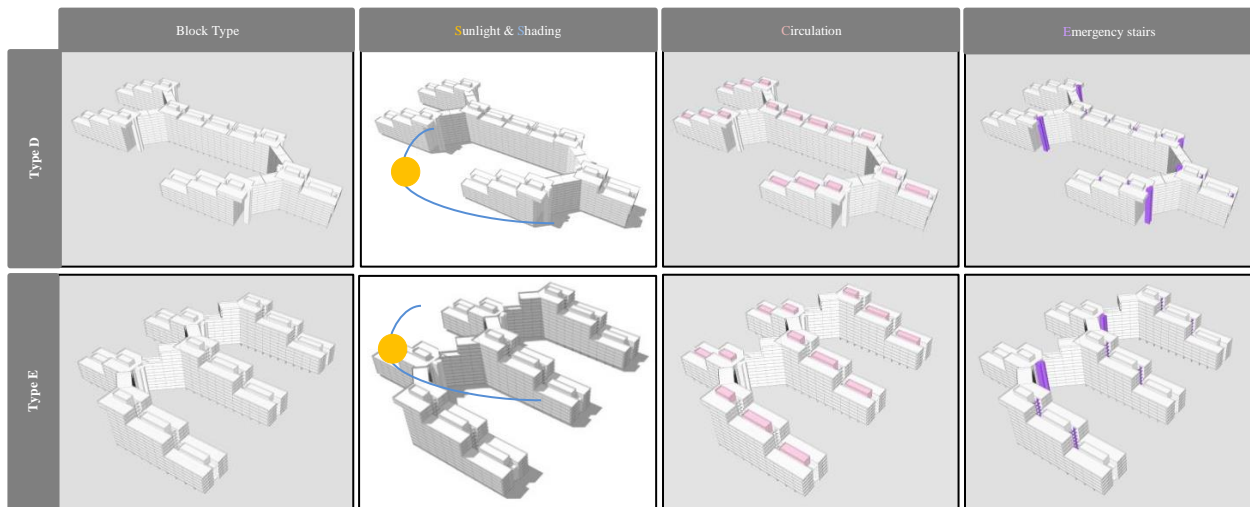 Block Type
Sunlight & Shading
Circulation
Emergency stairs
Type D
Type E